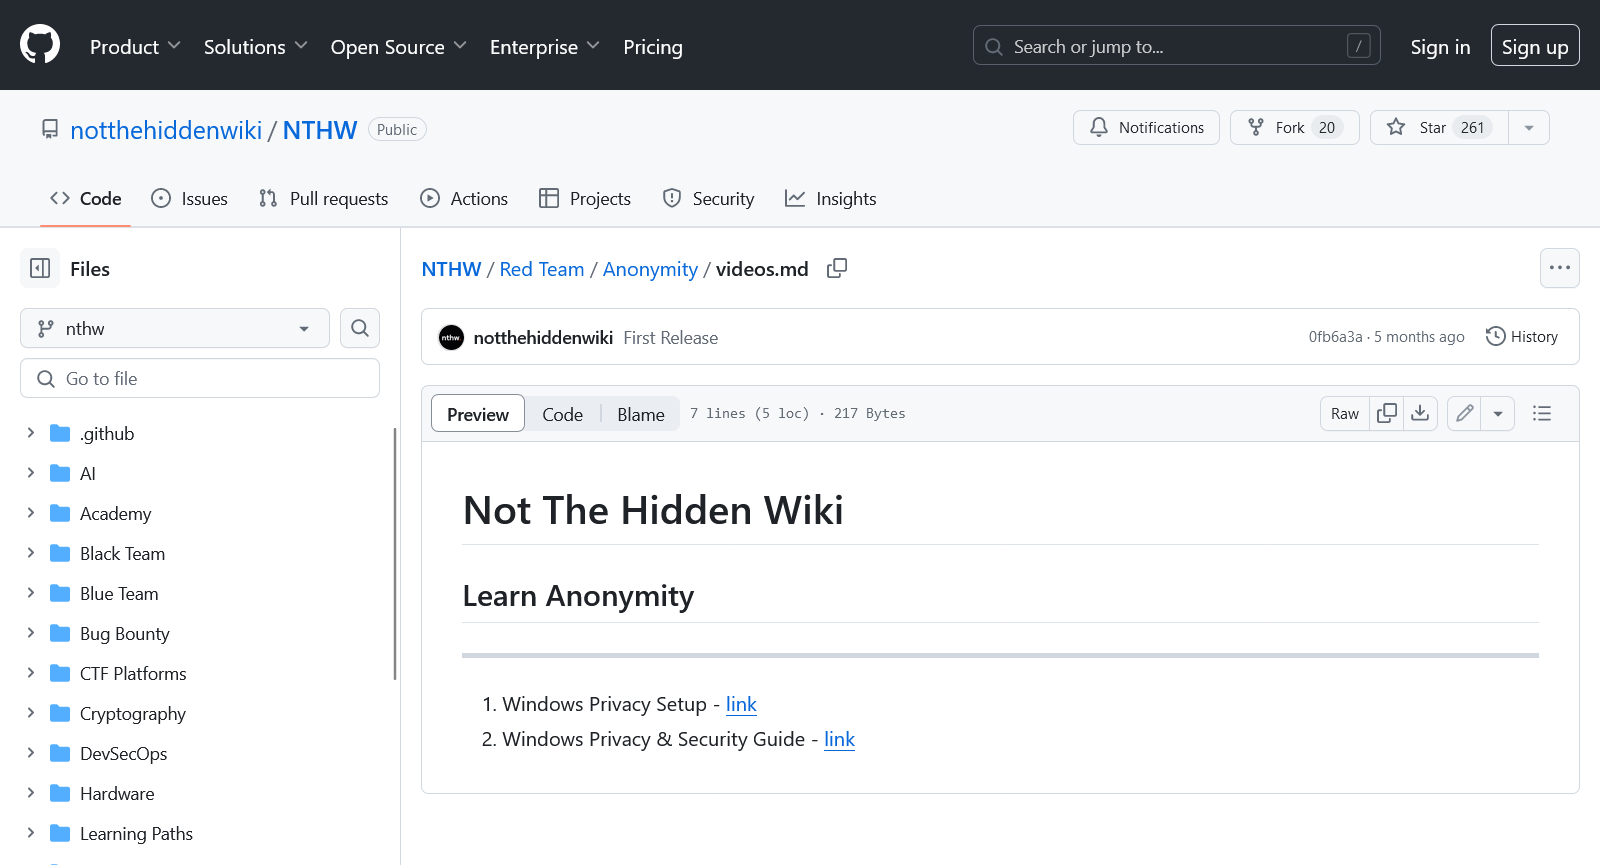 Product Solutions Open Source Enterprise Pricing Search or jump to... / Sign in Sign up
notthehiddenwiki / NTHW Public Notifications Fork 20 Star 261
Code Issues Pull requests Actions Projects Security Insights
Files
nthw
Go to file
.github
AI
Academy
Black Team
Blue Team
Bug Bounty
CTF Platforms
Cryptography
DevSecOps
Hardware
Learning Paths
NTHW / Red Team / Anonymity / videos.md
nthw notthehiddenwiki First Release 0fb6a3a · 5 months ago History
Preview Code Blame 7 lines (5 loc) · 217 Bytes Raw
Not The Hidden Wiki
Learn Anonymity
1. Windows Privacy Setup - link
2. Windows Privacy & Security Guide - link